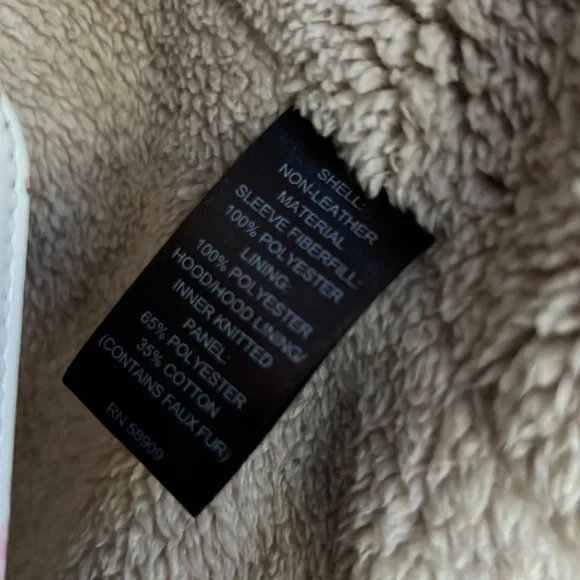 SHELL:
NON-LEATHER
MATERIAL
SLEEVE FIBERFILL:
100% POLYESTER
LINING:
100% POLYESTER
HOOD/HOOD LINING/
INNER KNITTED
PANEL:
65% POLYESTER
35% COTTON
(CONTAINS FAUX FUR)
RN 58909